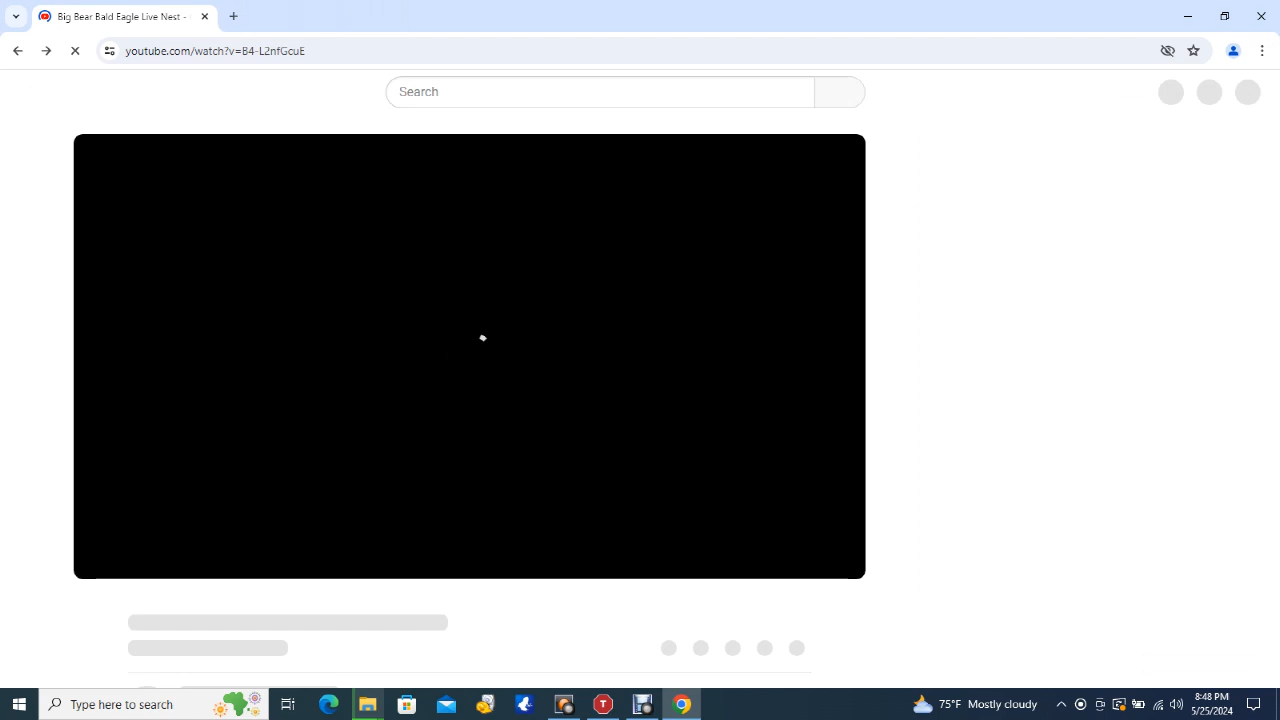 Big Bear Bald Eagle Live Nest -
youtube.com/watch?v=B4-L2nfGcuE
Search
Type here to search
T
75°F Mostly cloudy
8:48 PM
5/25/2024